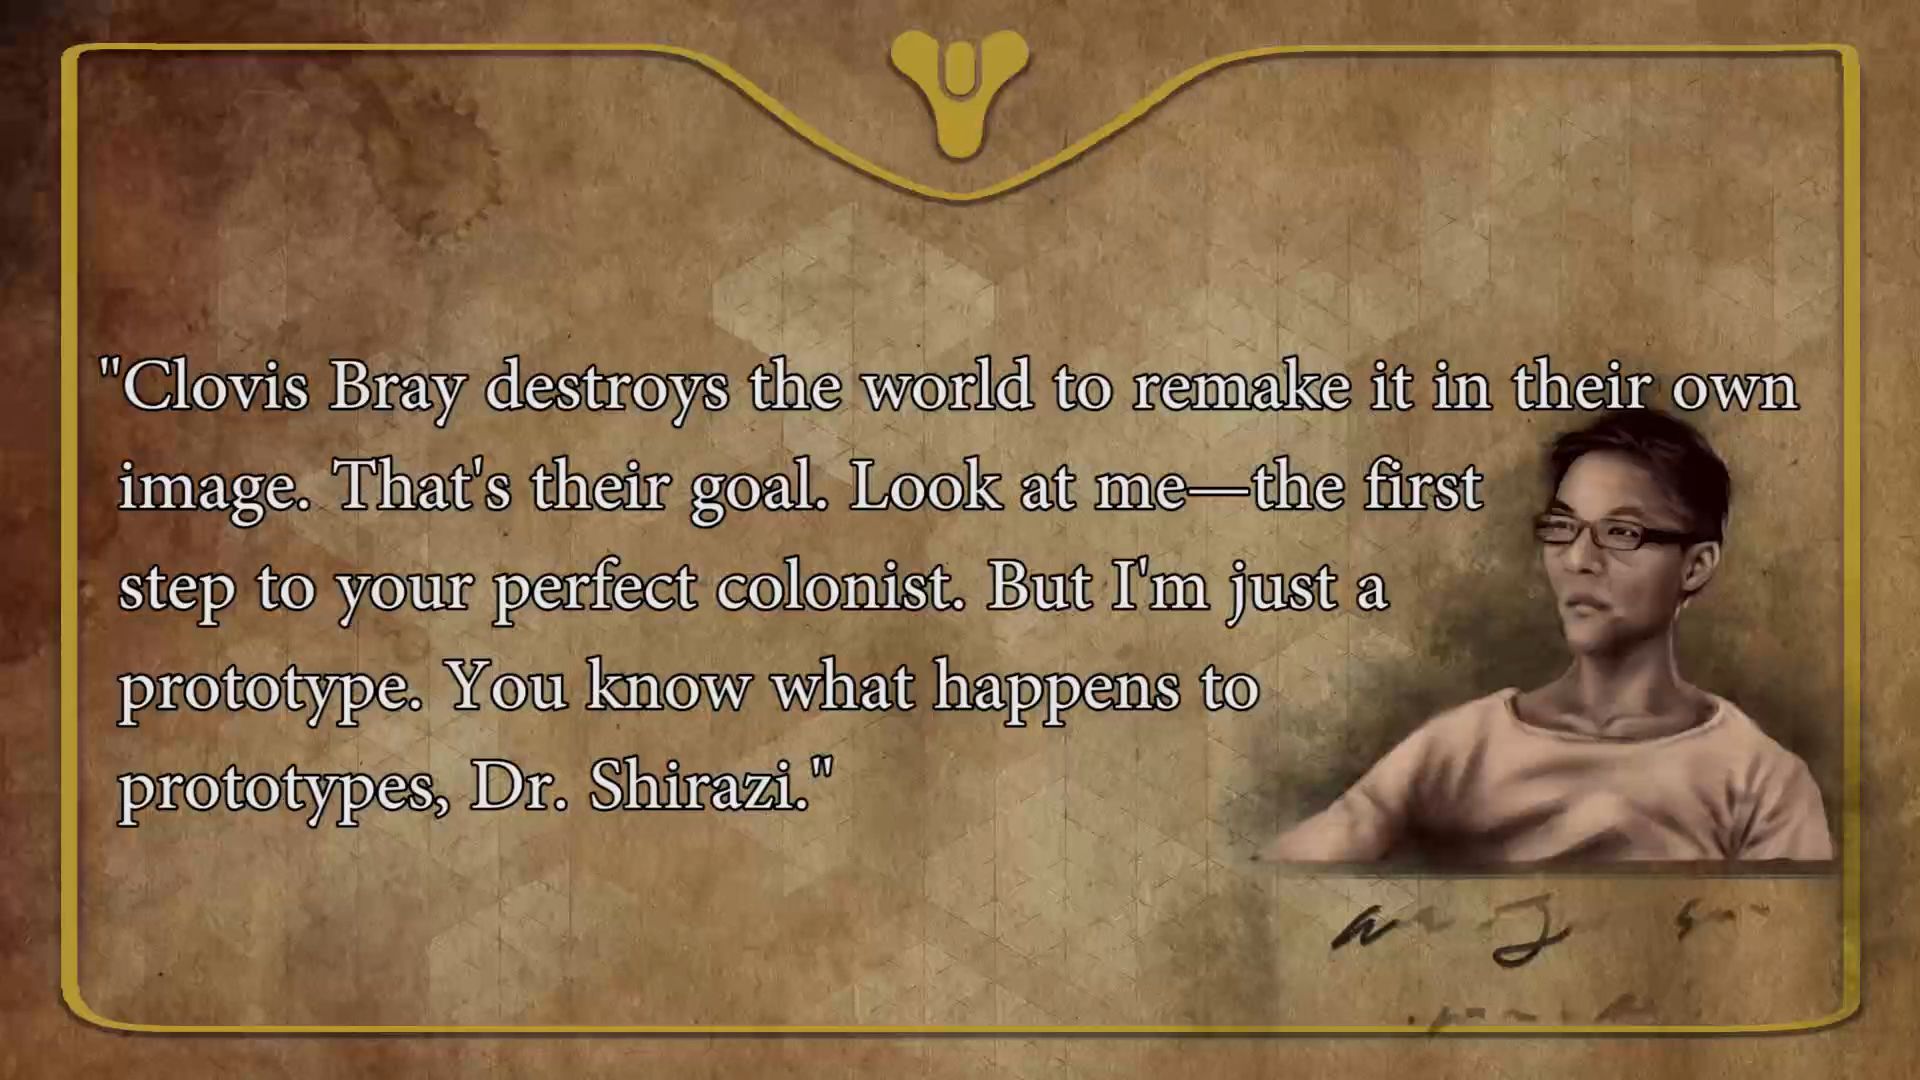 "Clovis Bray destroys the world to remake it in their own
image. That's their goal. Look at me—the first
step to your perfect colonist. But I'm just a
prototype. You know what happens to
prototypes, Dr. Shirazi."